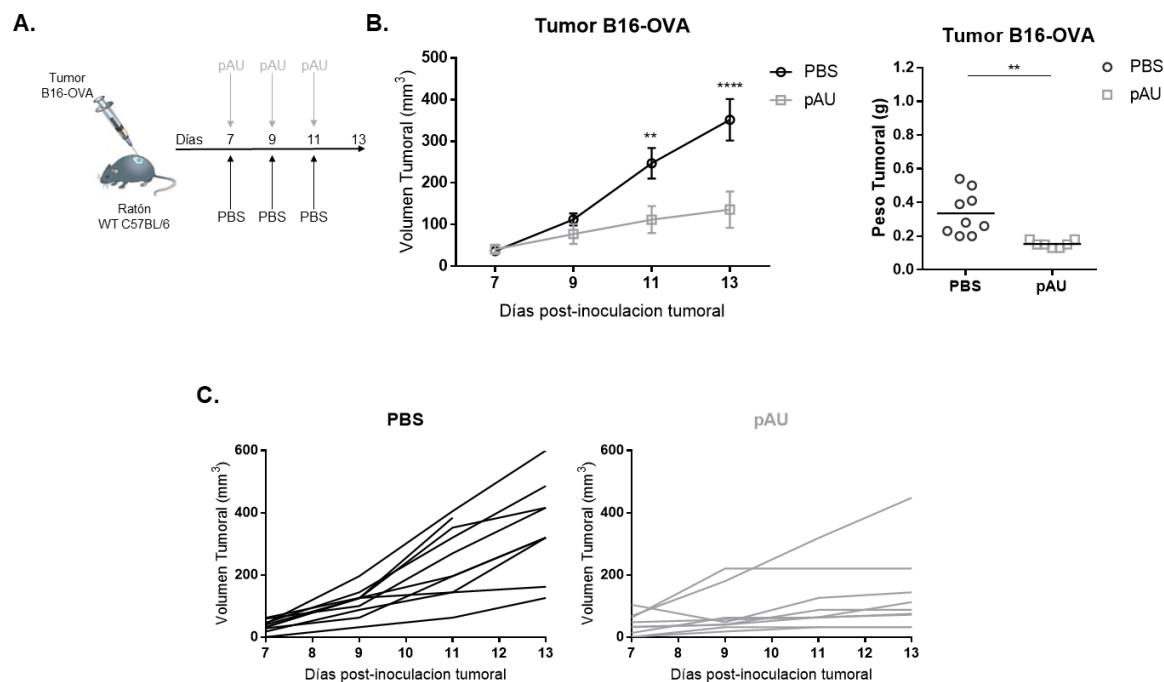 A.
Tumor
B16-OVA
pAU pAU pAU
Días 7 9 11 13
PBS PBS PBS
Ratón
WT C57BL/6
B.
Tumor B16-OVA
Volumen Tumoral (mm³)
500
400
300
200
100
0
**
****
7 9 11 13
Días post-inoculacion tumoral
PBS
pAU
Tumor B16-OVA
Peso Tumoral (g)
1.2
1.0
0.8
0.6
0.4
0.2
0.0
**
PBS pAU
PBS
pAU
C.
PBS
Volumen Tumoral (mm³)
600
400
200
0
7 8 9 10 11 12 13
Días post-inoculacion tumoral
pAU
Volumen Tumoral (mm³)
600
400
200
0
7 8 9 10 11 12 13
Días post-inoculacion tumoral